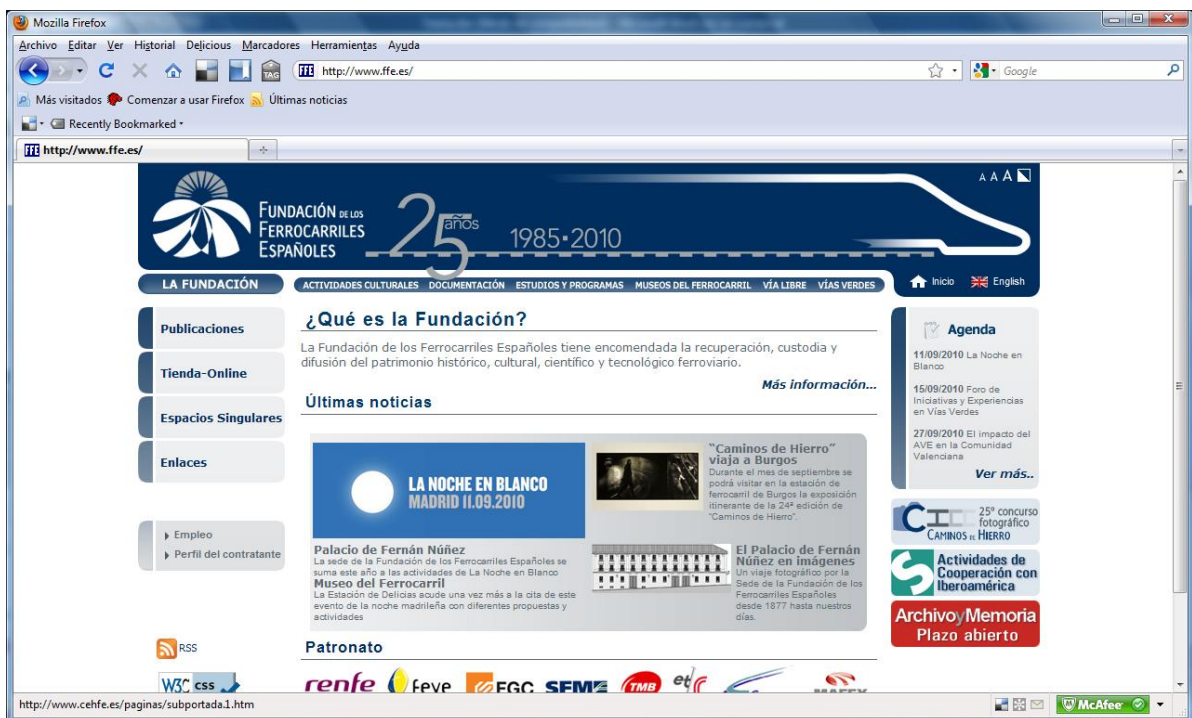 Mozilla Firefox
Archivo Editar Ver Historial Delicious Marcadores Herramientas Ayuda
TAG
http://www.ffe.es/
Google
Más visitados Comenzar a usar Firefox Últimas noticias
Recently Bookmarked
http://www.ffe.es/
A A A
FUNDACIÓN DE LOS
FERROCARRILES
ESPAÑOLES
25 años
1985·2010
LA FUNDACIÓN
ACTIVIDADES CULTURALES DOCUMENTACIÓN ESTUDIOS Y PROGRAMAS MUSEOS DEL FERROCARRIL VÍA LIBRE VÍAS VERDES
Inicio English
Publicaciones
Tienda-Online
Espacios Singulares
Enlaces
Empleo
Perfil del contratante
RSS
W3C css
¿Qué es la Fundación?
La Fundación de los Ferrocarriles Españoles tiene encomendada la recuperación, custodia y
difusión del patrimonio histórico, cultural, científico y tecnológico ferroviario.
Más información...
Últimas noticias
LA NOCHE EN BLANCO
MADRID 11.09.2010
Palacio de Fernán Núñez
La sede de la Fundación de los Ferrocarriles Españoles se
suma este año a las actividades de La Noche en Blanco
Museo del Ferrocarril
La Estación de Delicias acude una vez más a la cita de este
evento de la noche madrileña con diferentes propuestas y
actividades
"Caminos de Hierro"
viaja a Burgos
Durante el mes de septiembre se
podrá visitar en la estación de
ferrocarril de Burgos la exposición
itinerante de la 24ª edición de
"Caminos de Hierro".
El Palacio de Fernán
Núñez en imágenes
Un viaje fotográfico por la
Sede de la Fundación de los
Ferrocarriles Españoles
desde 1877 hasta nuestros
días.
Patronato
renfe feve FGC SFM TMB
Agenda
11/09/2010 La Noche en
Blanco
15/09/2010 Foro de
Iniciativas y Experiencias
en Vías Verdes
27/09/2010 El impacto del
AVE en la Comunidad
Valenciana
Ver más..
25º concurso
fotográfico
CAMINOS DE HIERRO
Actividades de
Cooperación con
Iberoamérica
ArchivoyMemoria
Plazo abierto
http://www.cehfe.es/paginas/subportada.1.htm
McAfee